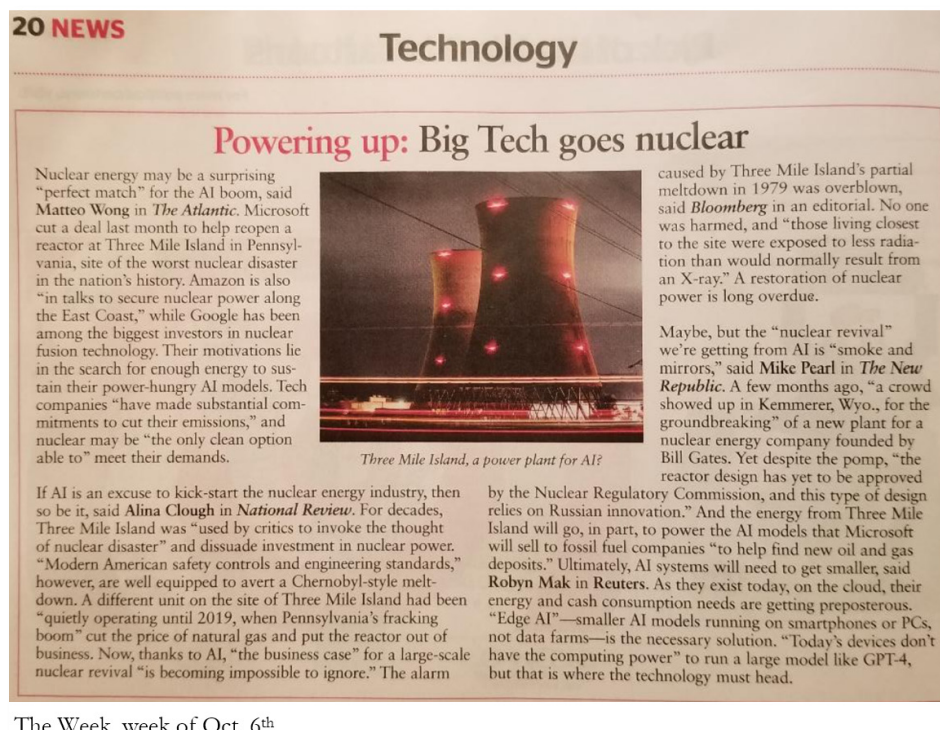 20 NEWS
Technology
Powering up: Big Tech goes nuclear
Nuclear energy may be a surprising
“perfect match” for the AI boom, said
Matteo Wong in The Atlantic. Microsoft
cut a deal last month to help reopen a
reactor at Three Mile Island in Pennsyl-
vania, site of the worst nuclear disaster
in the nation’s history. Amazon is also
“in talks to secure nuclear power along
the East Coast,” while Google has been
among the biggest investors in nuclear
fusion technology. Their motivations lie
in the search for enough energy to sus-
tain their power-hungry AI models. Tech
companies “have made substantial com-
mitments to cut their emissions,” and
nuclear may be “the only clean option
able to” meet their demands.
Three Mile Island, a power plant for AI?
If AI is an excuse to kick-start the nuclear energy industry, then
so be it, said Alina Clough in National Review. For decades,
Three Mile Island was “used by critics to invoke the thought
of nuclear disaster” and dissuade investment in nuclear power.
“Modern American safety controls and engineering standards,”
however, are well equipped to avert a Chernobyl-style melt-
down. A different unit on the site of Three Mile Island had been
“quietly operating until 2019, when Pennsylvania’s fracking
boom” cut the price of natural gas and put the reactor out of
business. Now, thanks to AI, “the business case” for a large-scale
nuclear revival “is becoming impossible to ignore.” The alarm
caused by Three Mile Island’s partial
meltdown in 1979 was overblown,
said Bloomberg in an editorial. No one
was harmed, and “those living closest
to the site were exposed to less radia-
tion than would normally result from
an X-ray.” A restoration of nuclear
power is long overdue.
Maybe, but the “nuclear revival”
we’re getting from AI is “smoke and
mirrors,” said Mike Pearl in The New
Republic. A few months ago, “a crowd
showed up in Kemmerer, Wyo., for the
groundbreaking” of a new plant for a
nuclear energy company founded by
Bill Gates. Yet despite the pomp, “the
reactor design has yet to be approved
by the Nuclear Regulatory Commission, and this type of design
relies on Russian innovation.” And the energy from Three Mile
Island will go, in part, to power the AI models that Microsoft
will sell to fossil fuel companies “to help find new oil and gas
deposits.” Ultimately, AI systems will need to get smaller, said
Robyn Mak in Reuters. As they exist today, on the cloud, their
energy and cash consumption needs are getting preposterous.
“Edge AI”—smaller AI models running on smartphones or PCs,
not data farms—is the necessary solution. “Today’s devices don’t
have the computing power” to run a large model like GPT-4,
but that is where the technology must head.
The Week, week of Oct. 6th